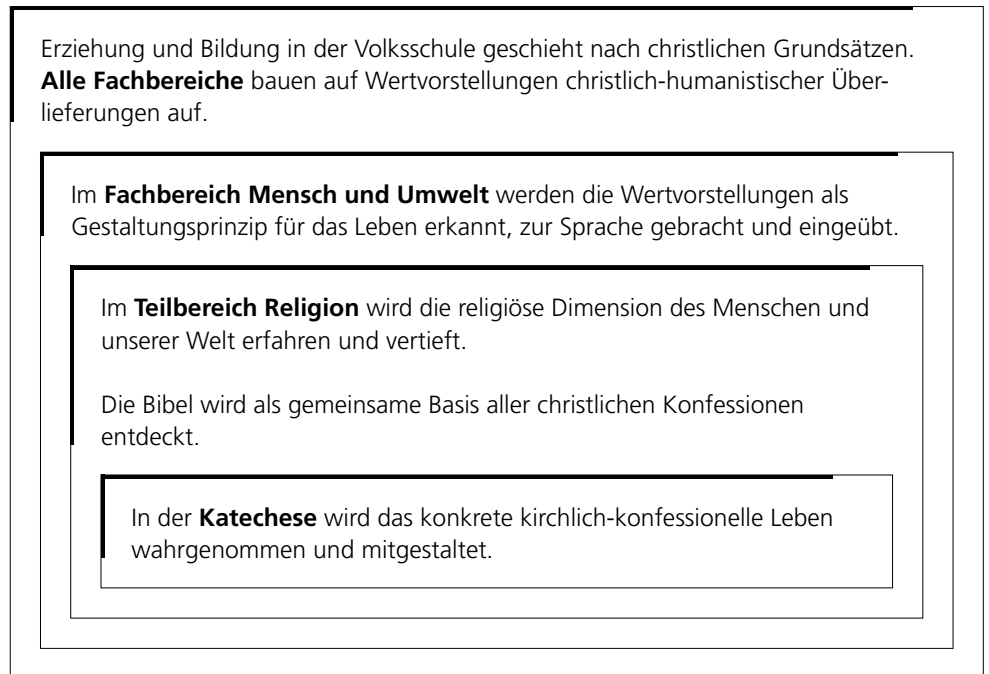 Erziehung und Bildung in der Volksschule geschieht nach christlichen Grundsätzen.
Alle Fachbereiche bauen auf Wertvorstellungen christlich-humanistischer Über-
lieferungen auf.
Im Fachbereich Mensch und Umwelt werden die Wertvorstellungen als
Gestaltungsprinzip für das Leben erkannt, zur Sprache gebracht und eingeübt.
Im Teilbereich Religion wird die religiöse Dimension des Menschen und
unserer Welt erfahren und vertieft.
Die Bibel wird als gemeinsame Basis aller christlichen Konfessionen
entdeckt.
In der Katechese wird das konkrete kirchlich-konfessionelle Leben
wahrgenommen und mitgestaltet.